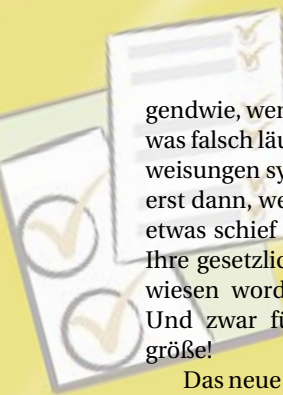 gendwie, wen
was falsch läu
weisungen sy
erst dann, we
etwas schief
Ihre gesetzlic
wiesen word
Und zwar fü
größe!
Das neue